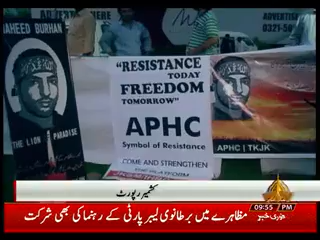 AHEED BURHAN
THE LION PARADISE
"RESISTANCE
TODAY
FREEDOM
TOMORROW"
APHC
Symbol of Resistance
COME AND STRENGTHEN
APHC | TKJK
ADVERTISE
0321-5
کشمیر رپورٹ
مظاہرے میں برطانوی لیبر پارٹی کے رہنما کی بھی شرکت
09:55 PM